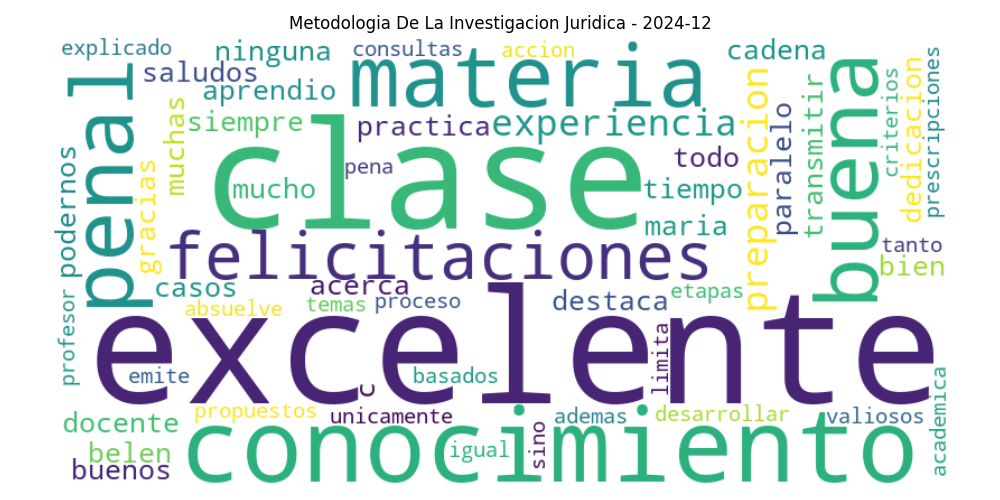 Metodologia De La Investigacion Juridica - 2024-12
explicado
ninguna
consultas
accion
cadena
saludos
materia
aprendio
penal
muchas
siempre
practica
experiencia
preparacion
paralelo
transmitir
buena
criterios
dedicacion
prescripciones
clase
pena
todo
mucho
tiempo
maria
podernos
gracias
felicitaciones
tanto
bien
casos
acerca
absuelve
temas
proceso
destaca
etapas
profesor
excelente
emite
c
basados
limita
academica
docente
propuestos
unicamente
ademas
desarrollar
valiosos
belen
buenos
conocimiento
igual
sino